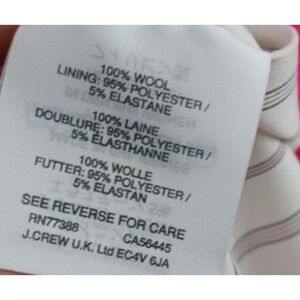 100% WOOL
LINING: 95% POLYESTER /
5% ELASTANE
100% LAINE
DOUBLURE: 95% POLYESTER /
5% ÉLASTHANNE
100% WOLLE
FUTTER: 95% POLYESTER /
5% ELASTAN
SEE REVERSE FOR CARE
RN77388 CA56445
J.CREW U.K. Ltd EC4V 6JA